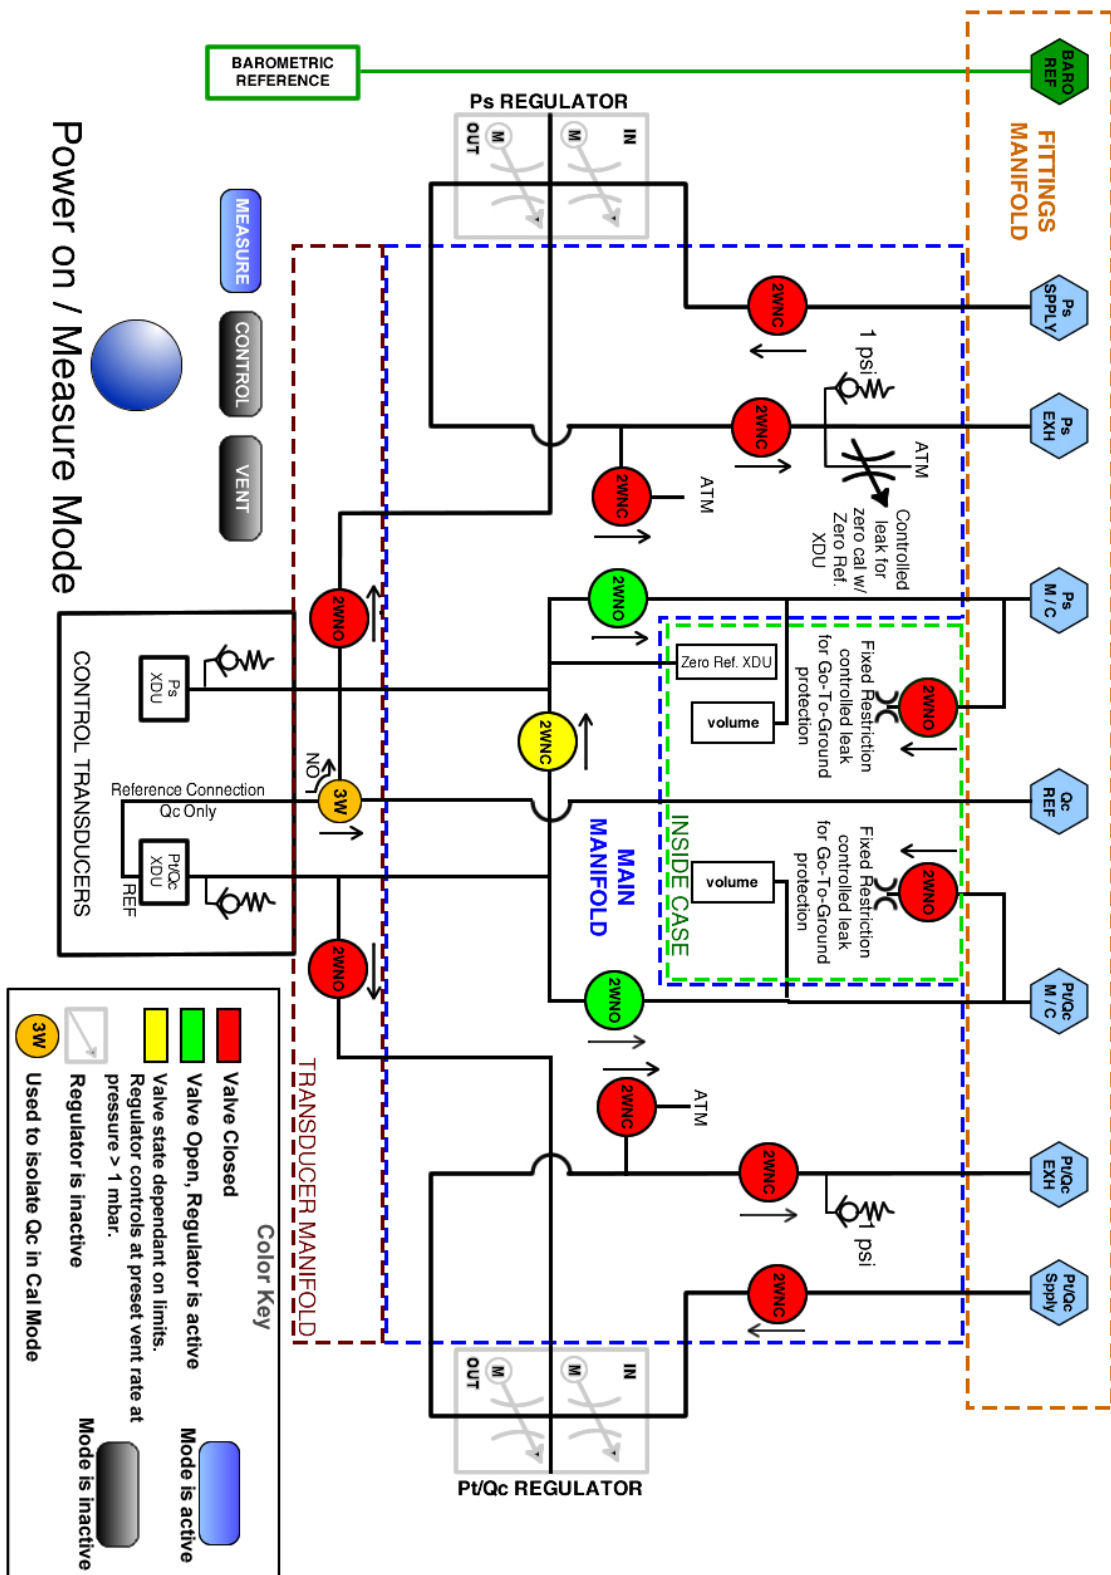 BAROMETRIC
REFERENCE
BARO
REF
FITTINGS
MANIFOLD
Ps REGULATOR
IN
OUT
M
M
Power on / Measure Mode
MEASURE
CONTROL
VENT
Ps
SPPLY
2WNC
1 psi
Ps
EXH
2WNC
ATM
2WNC
ATM
Controlled
leak for
zero cal w/
Zero Ref.
XDU
Ps
M / C
2WNO
2WNO
Zero Ref. XDU
volume
Fixed Restriction
controlled leak
for Go-To-Ground
protection
2WNO
2WNC
Ps
XDU
CONTROL TRANSDUCERS
NO
3W
Reference Connection
Qc Only
Pt/Qc
XDU
REF
Qc
REF
INSIDE CASE
MAIN
MANIFOLD
volume
Fixed Restriction
controlled leak
for Go-To-Ground
protection
2WNO
2WNO
2WNO
Pt/Qc
M / C
2WNC
ATM
TRANSDUCER MANIFOLD
2WNC
1 psi
Pt/Qc
EXH
2WNC
Pt/Qc
Spply
IN
OUT
M
M
Pt/Qc REGULATOR
Color Key
Valve Closed
Valve Open, Regulator is active
Valve state dependant on limits.
Regulator controls at preset vent rate at
pressure > 1 mbar.
Regulator is inactive
3W
Used to isolate Qc in Cal Mode
Mode is active
Mode is inactive